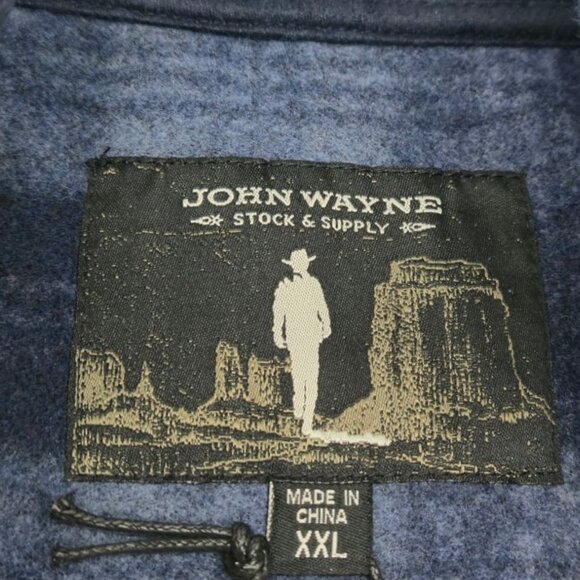 JOHN WAYNE
STOCK & SUPPLY
MADE IN
CHINA
XXL